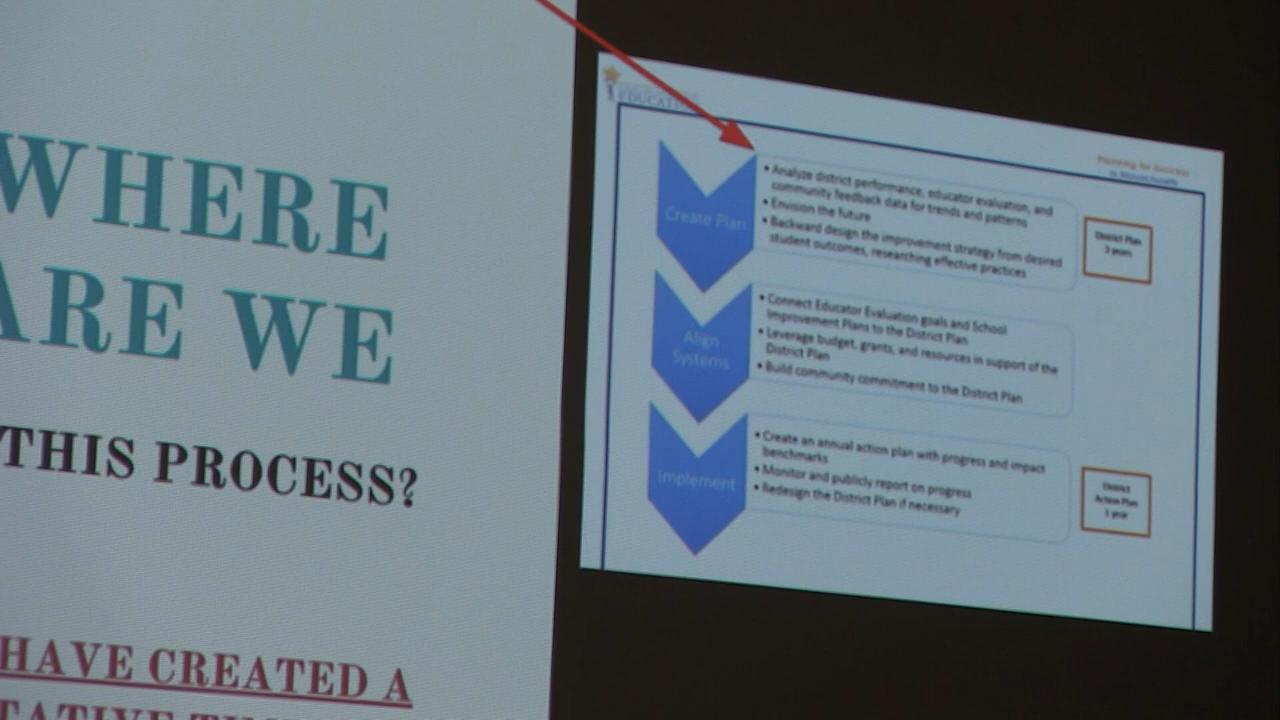 WHERE
ARE WE
THIS PROCESS?
HAVE CREATED A
EDUCATION
Planning for Success
Create Plan
• Analyze district performance, educator evaluation, and
community feedback data for trends and patterns
• Envision the future
• Backward design the improvement strategy from desired
student outcomes, researching effective practices
District Plan
3 years
Align
Systems
• Connect Educator Evaluation goals and School
Improvement Plans to the District Plan
• Leverage budget, grants, and resources in support of the
District Plan
• Build community commitment to the District Plan
Implement
• Create an annual action plan with progress and impact
benchmarks
• Monitor and publicly report on progress
• Redesign the District Plan if necessary
District
Action Plan
1 year